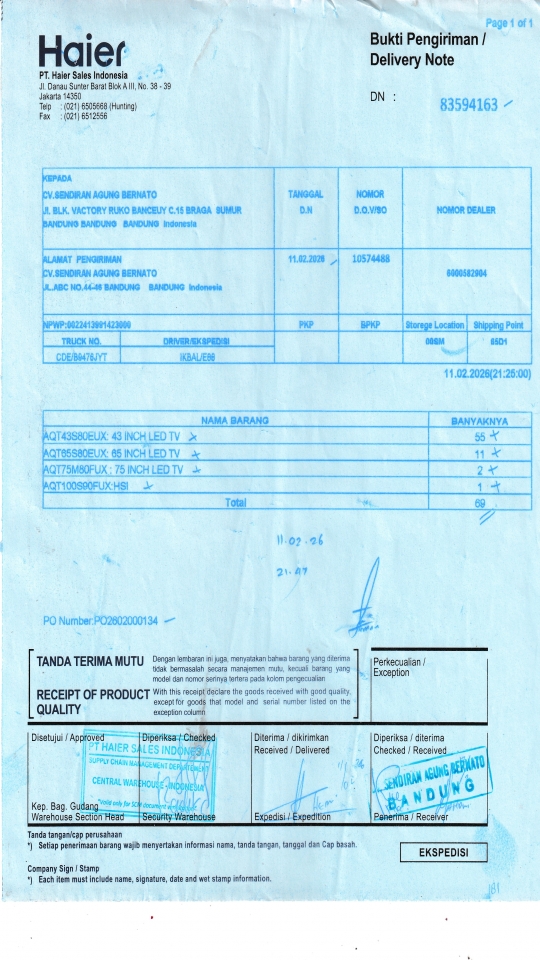 Page 1 of 1
Haier
Bukti Pengiriman /
Delivery Note
PT. Haier Sales Indonesia
Jl. Danau Sunter Barat Blok A III, No. 38 - 39
Jakarta 14350
Telp : (021) 6505668 (Hunting)
Fax : (021) 6512556
DN : 83594163
KEPADA
CV.SENDIRAN AGUNG BERNATO
Jl. BLK. VACTORY RUKO BANCEUY C.15 BRAGA SUMUR
BANDUNG BANDUNG BANDUNG Indonesia
TANGGAL
D.N
NOMOR
D.O.V/SO
NOMOR DEALER
ALAMAT PENGIRIMAN
CV.SENDIRAN AGUNG BERNATO
JL.ABC NO.44-46 BANDUNG BANDUNG Indonesia
11.02.2026
10574488
NPWP:0022413991423000
PKP
BPKP
Storege Location
Shipping Point
TRUCK NO.
DRIVER/EKSPEDISI
CDE/B9476JYT
IKBAL/E66
11.02.2026(21:25:00)
NAMA BARANG BANYAKNYA
AQT43S80EUX: 43 INCH LED TV 55
AQT65S80EUX: 65 INCH LED TV 11
AQT75M80FUX : 75 INCH LED TV 2
AQT100S90FUX:HSI 1
Total 69
11.02.26
21.47
PO Number:PO2602000134
TANDA TERIMA MUTU
Dengan lembaran ini juga, menyatakan bahwa barang yang diterima
tidak bermasalah secara manajemen mutu, kecuali barang yang
model dan nomor serinya tertera pada kolom pengecualian
RECEIPT OF PRODUCT
QUALITY
With this receipt declare the goods received with good quality,
except for goods that model and serial number listed on the
exception column
Perkecualian /
Exception
Disetujui / Approved
Diperiksa / Checked
Diterima / dikirimkan
Received / Delivered
Diperiksa / diterima
Checked / Received
PT HAIER SALES INDONESIA
SUPPLY CHAIN MANAGEMENT DEPARTEMENT
CENTRAL WAREHOUSE - INDONESIA
SENDIRAN AGUNG BERNATO
BANDUNG
Kep. Bag. Gudang
Warehouse Section Head
Security Warehouse
Expedisi / Expedition
Penerima / Receiver
Tanda tangan/cap perusahaan
*) Setiap penerimaan barang wajib menyertakan informasi nama, tanda tangan, tanggal dan Cap basah.
EKSPEDISI
Company Sign / Stamp
*) Each item must include name, signature, date and wet stamp information.